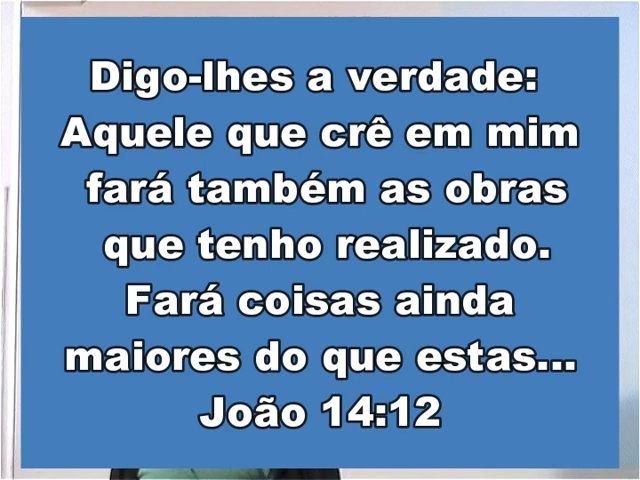 Digo-lhes a verdade:
Aquele que crê em mim
fará também as obras
que tenho realizado.
Fará coisas ainda
maiores do que estas...
João 14:12